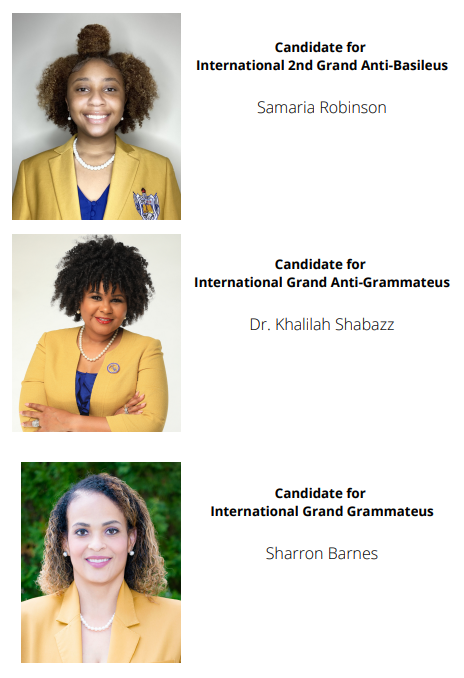 Candidate for
International 2nd Grand Anti-Basileus
Samaria Robinson
Candidate for
International Grand Anti-Grammateus
Dr. Khalilah Shabazz
Candidate for
International Grand Grammateus
Sharron Barnes